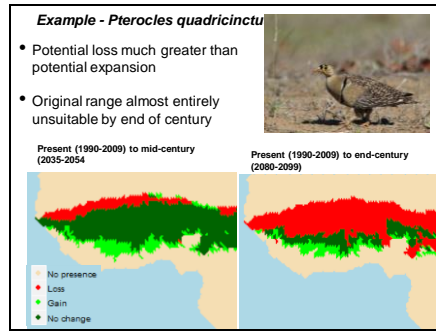 Example - Pterocles quadricinctu
• Potential loss much greater than
potential expansion
• Original range almost entirely
unsuitable by end of century
Present (1990-2009) to mid-century
(2035-2054
Present (1990-2009) to end-century
(2080-2099)
No presence
Loss
Gain
No change